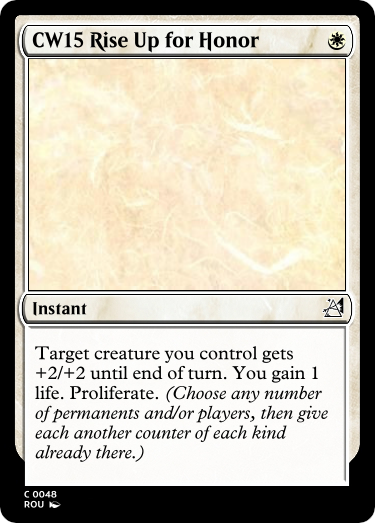 CW15 Rise Up for Honor
Instant
Target creature you control gets
+2/+2 until end of turn. You gain 1
life. Proliferate. (Choose any number
of permanents and/or players, then give
each another counter of each kind
already there.)
C 0048
ROU